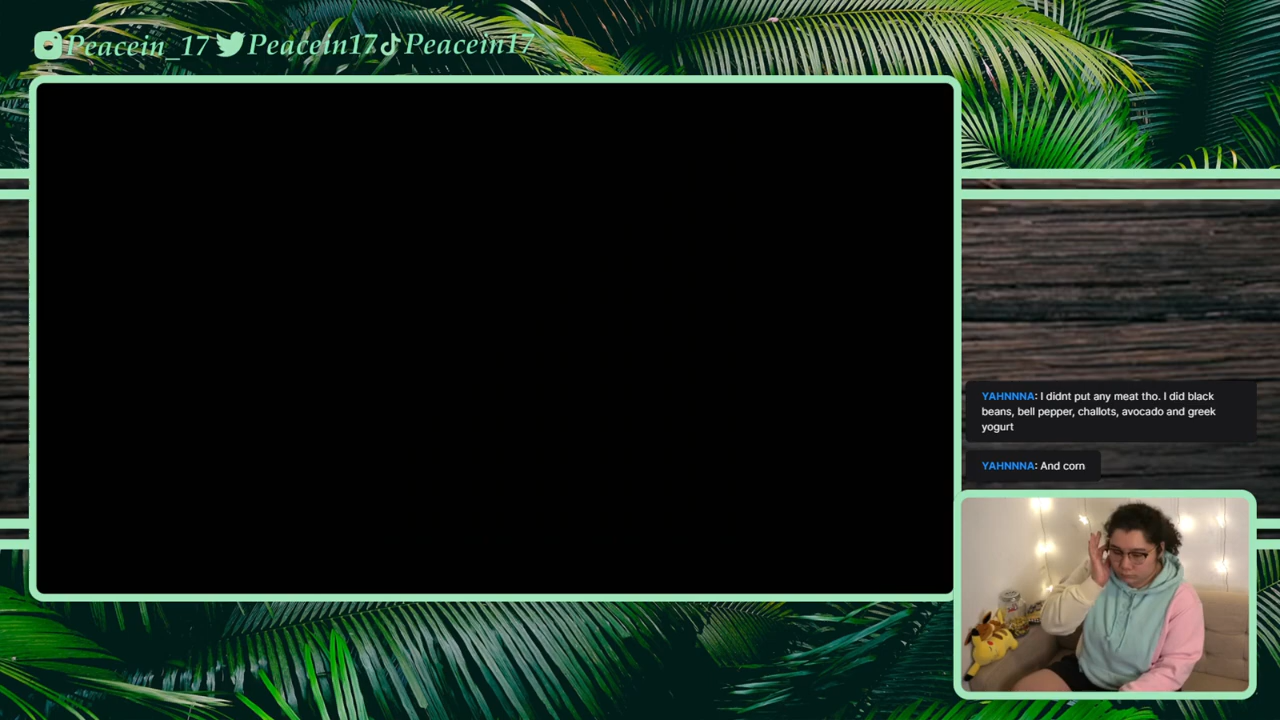 Peacein_17 Peacein17 Peacein17
YAHNNNA: I didnt put any meat tho. I did black
beans, bell pepper, challots, avocado and greek
yogurt
YAHNNNA: And corn